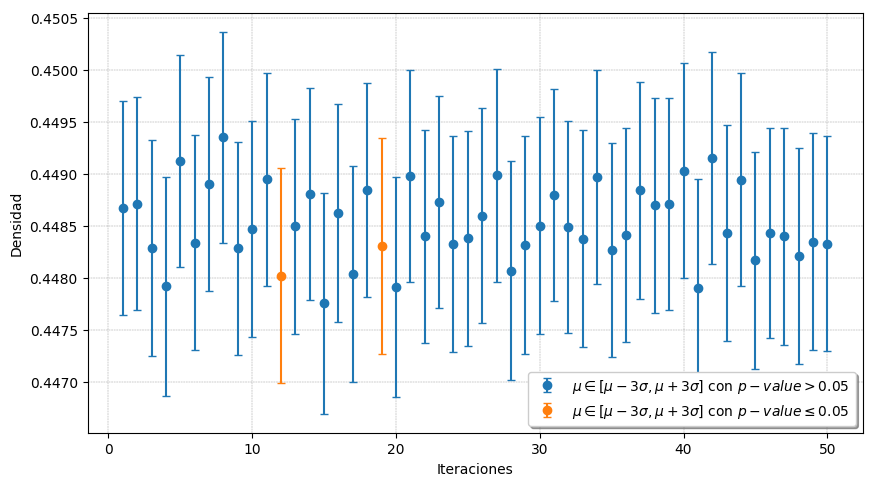 Densidad
0.4505
0.4500
0.4495
0.4490
0.4485
0.4480
0.4475
0.4470
μ ∈ [μ − 3σ, μ + 3σ] con p − value > 0.05
μ ∈ [μ − 3σ, μ + 3σ] con p − value ≤ 0.05
0 10 20 30 40 50
Iteraciones